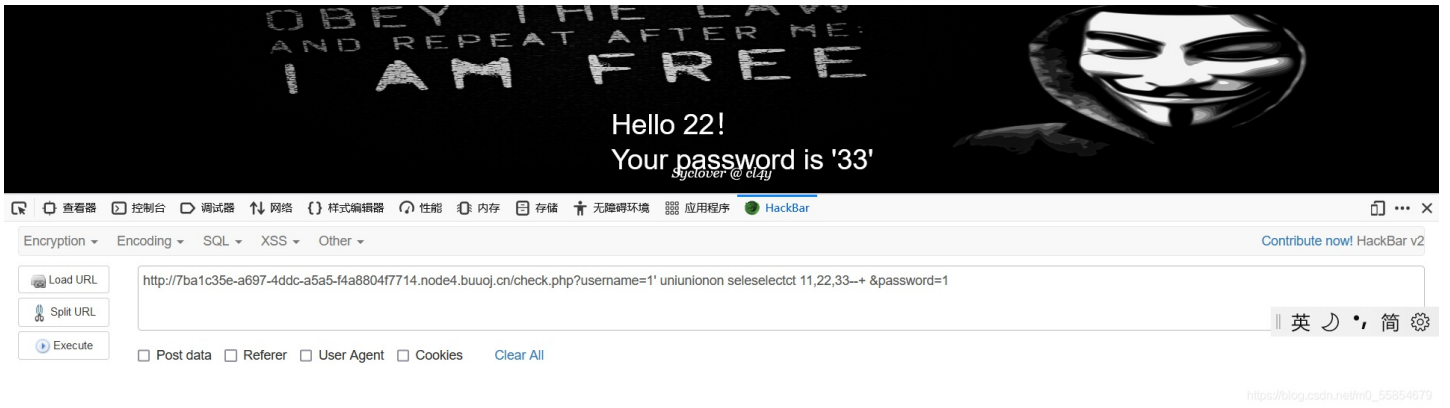 OBEY THE LAW
AND REPEAT AFTER ME:
I AM FREE
Hello 22!
Your password is '33'
Syclover @ cl4y
查看器 控制台 调试器 网络 {} 样式编辑器 性能 内存 存储 无障碍环境 应用程序 HackBar
Encryption Encoding SQL XSS Other Contribute now! HackBar v2
Load URL http://7ba1c35e-a697-4ddc-a5a5-f4a8804f7714.node4.buuoj.cn/check.php?username=1' uniunionon seleselectct 11,22,33--+ &password=1
Split URL
英 简
Execute
Post data Referer User Agent Cookies Clear All
https://blog.csdn.net/m0_55854679